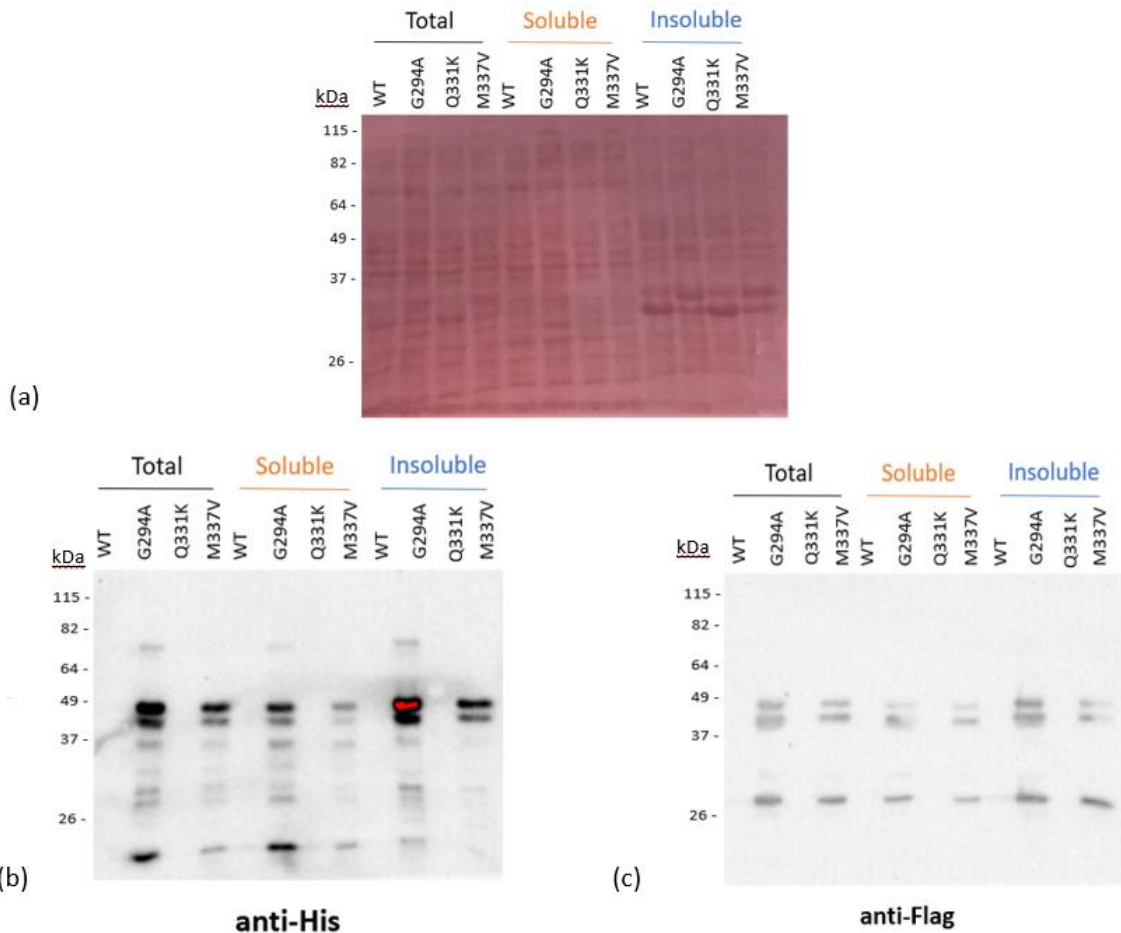 Total Soluble Insoluble
WT G294A Q331K M337V WT G294A Q331K M337V WT G294A Q331K M337V
kDa
115 -
82 -
64 -
49 -
37 -
26 -
(a)
Total Soluble Insoluble
WT G294A Q331K M337V WT G294A Q331K M337V WT G294A Q331K M337V
kDa
115 -
82 -
64 -
49 -
37 -
26 -
(b)
anti-His
Total Soluble Insoluble
WT G294A Q331K M337V WT G294A Q331K M337V WT G294A Q331K M337V
kDa
115 -
82 -
64 -
49 -
37 -
26 -
(c)
anti-Flag